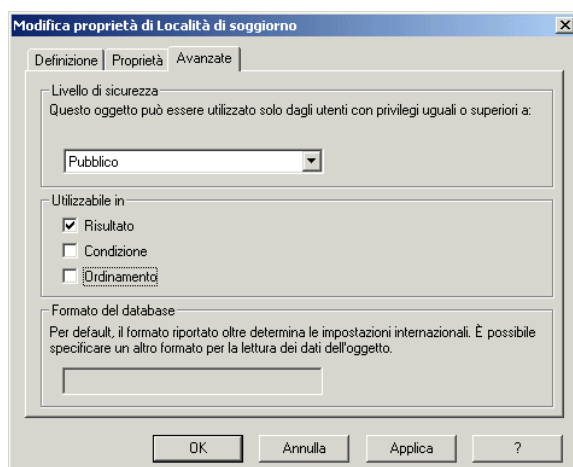 Modifica proprietà di Località di soggiorno
Definizione Proprietà Avanzate
Livello di sicurezza
Questo oggetto può essere utilizzato solo dagli utenti con privilegi uguali o superiori a:
Pubblico
Utilizzabile in
Risultato
Condizione
Ordinamento
Formato del database
Per default, il formato riportato oltre determina le impostazioni internazionali. È possibile
specificare un altro formato per la lettura dei dati dell'oggetto.
OK Annulla Applica ?